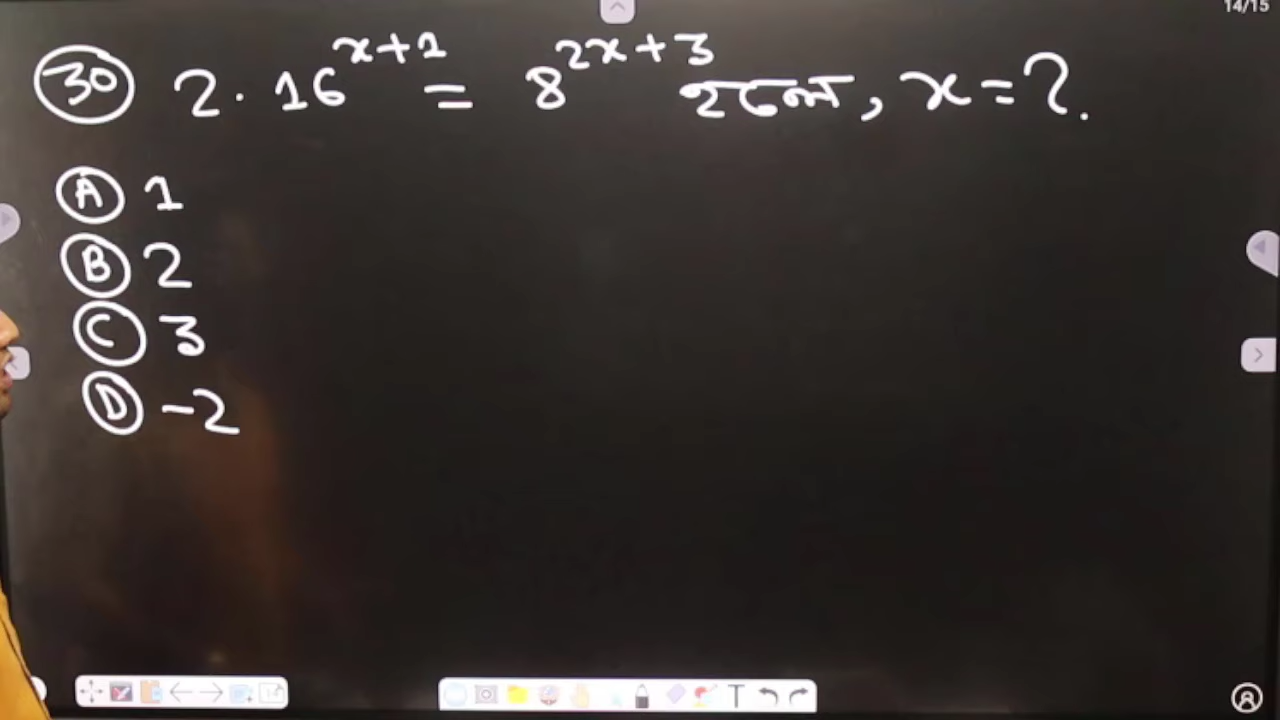 14/15
30 2. 16^{x+1} = 8^{2x+3} হলে, x = ?.
A 1
B 2
C 3
D -2